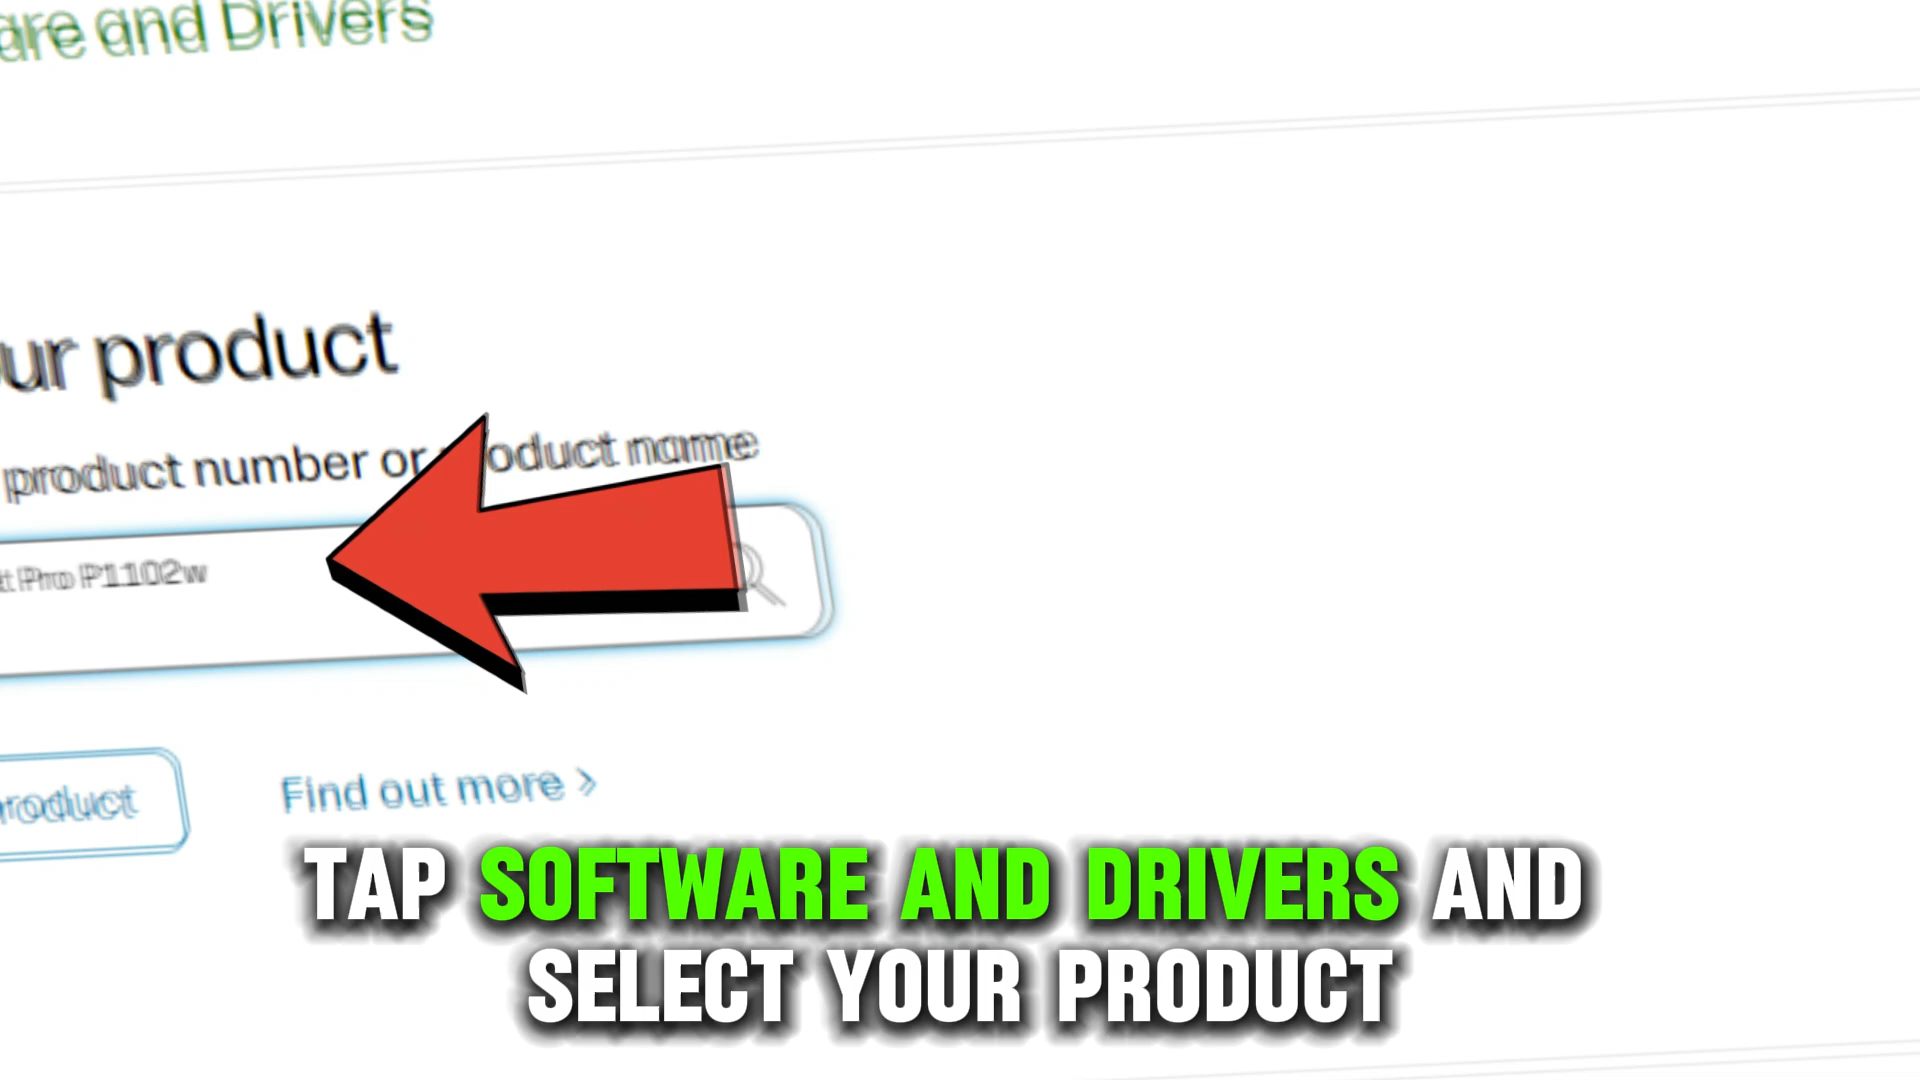 are and Drivers
ur product
product number or oduct name
t Pro P1102w
roduct
Find out more >
TAP SOFTWARE AND DRIVERS AND
SELECT YOUR PRODUCT